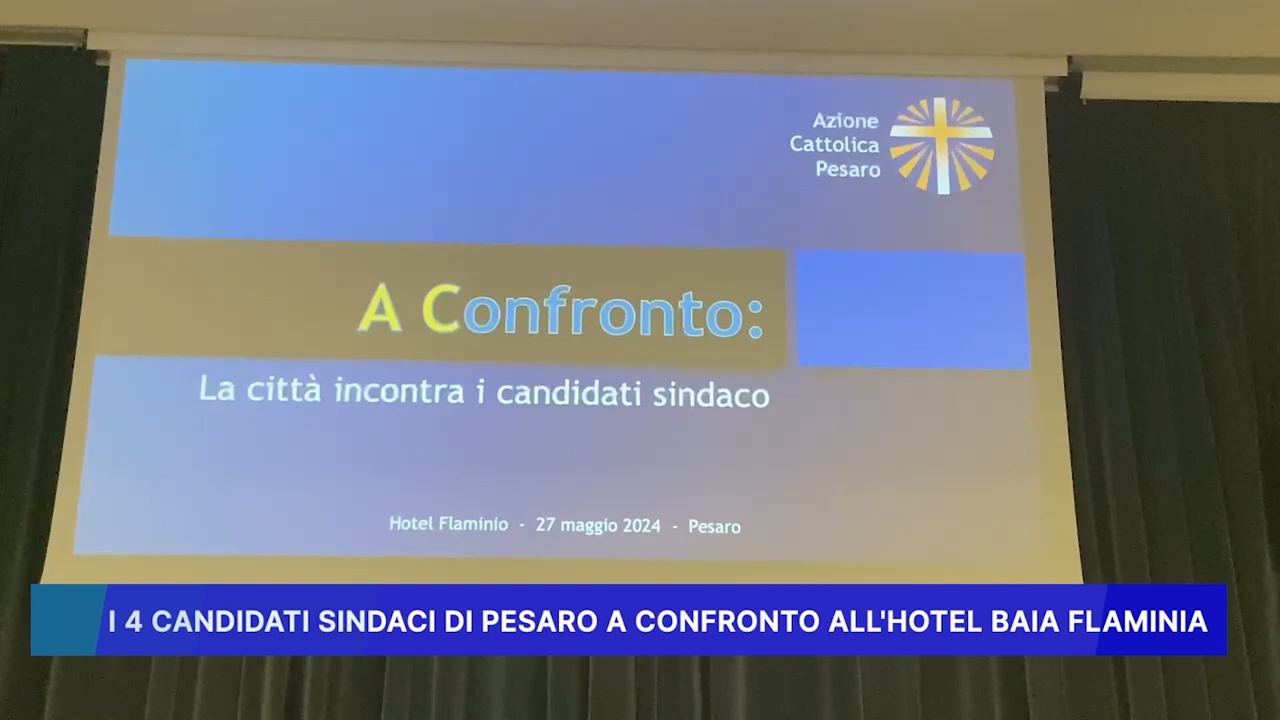 Azione
Cattolica
Pesaro
A Confronto:
La città incontra i candidati sindaco
Hotel Flaminio - 27 maggio 2024 - Pesaro
I 4 CANDIDATI SINDACI DI PESARO A CONFRONTO ALL'HOTEL BAIA FLAMINIA